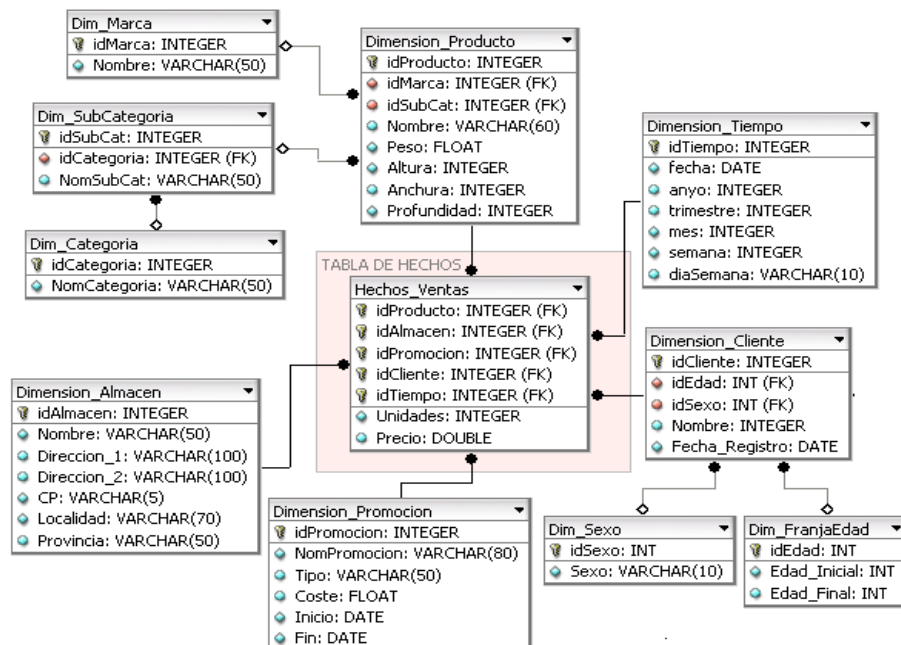 Dim_Marca
idMarca: INTEGER
Nombre: VARCHAR(50)
Dimension_Producto
idProducto: INTEGER
idMarca: INTEGER (FK)
idSubCat: INTEGER (FK)
Nombre: VARCHAR(60)
Peso: FLOAT
Altura: INTEGER
Anchura: INTEGER
Profundidad: INTEGER
Dim_SubCategoria
idSubCat: INTEGER
idCategoria: INTEGER (FK)
NomSubCat: VARCHAR(50)
Dimension_Tiempo
idTiempo: INTEGER
fecha: DATE
anyo: INTEGER
trimestre: INTEGER
mes: INTEGER
semana: INTEGER
diaSemana: VARCHAR(10)
Dim_Categoria
idCategoria: INTEGER
NomCategoria: VARCHAR(50)
TABLA DE HECHOS
Hechos_Ventas
idProducto: INTEGER (FK)
idAlmacen: INTEGER (FK)
idPromocion: INTEGER (FK)
idCliente: INTEGER (FK)
idTiempo: INTEGER (FK)
Unidades: INTEGER
Precio: DOUBLE
Dimension_Cliente
idCliente: INTEGER
idEdad: INT (FK)
idSexo: INT (FK)
Nombre: INTEGER
Fecha_Registro: DATE
Dimension_Almacen
idAlmacen: INTEGER
Nombre: VARCHAR(50)
Direccion_1: VARCHAR(100)
Direccion_2: VARCHAR(100)
CP: VARCHAR(5)
Localidad: VARCHAR(70)
Provincia: VARCHAR(50)
Dimension_Promocion
idPromocion: INTEGER
NomPromocion: VARCHAR(80)
Tipo: VARCHAR(50)
Coste: FLOAT
Inicio: DATE
Fin: DATE
Dim_Sexo
idSexo: INT
Sexo: VARCHAR(10)
Dim_FranjaEdad
idEdad: INT
Edad_Inicial: INT
Edad_Final: INT